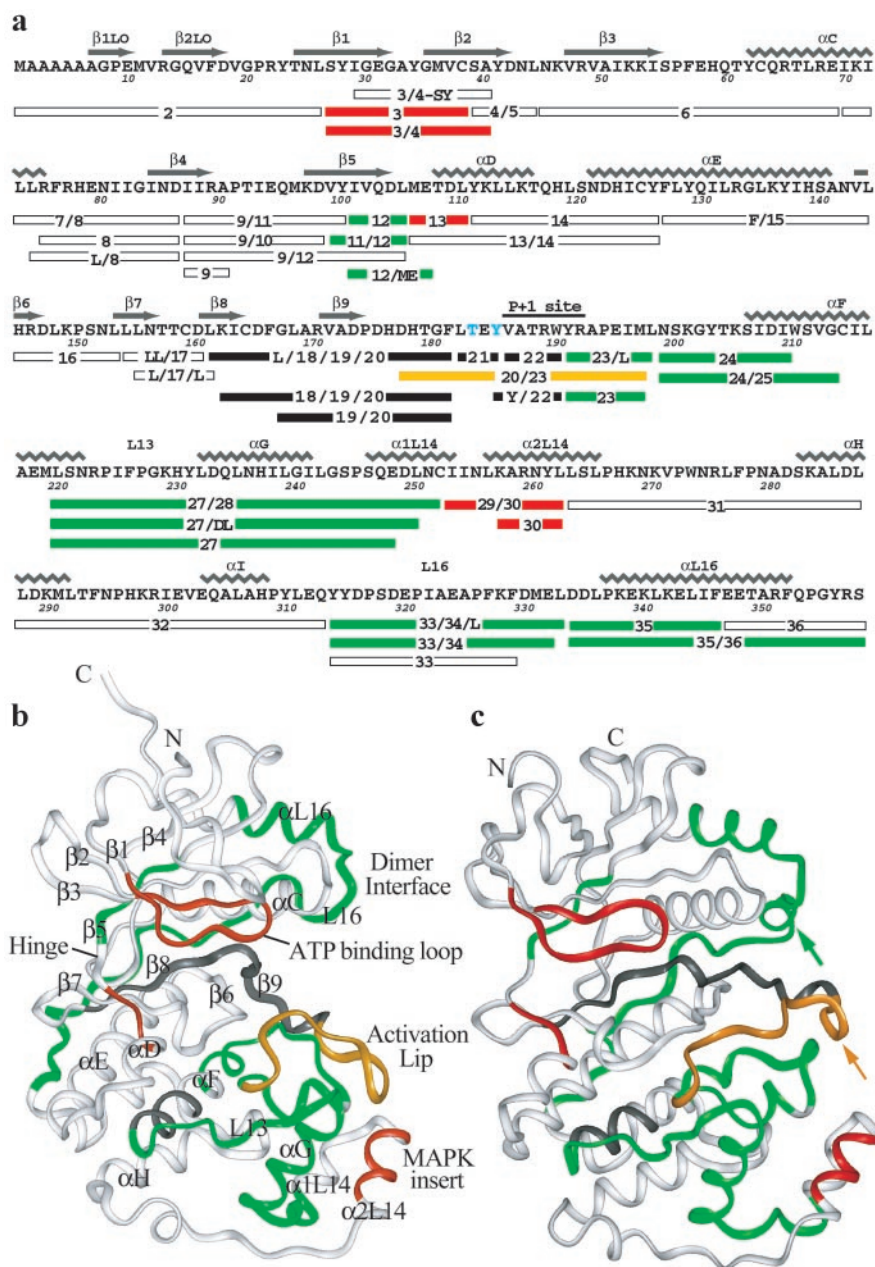 a
β1LO β2LO β1 β2 β3 αC
MAAAAAAGPEMVRGQVFDVGPRYTNLSYIGEGAYGMVCSAYDNLNKVRVAIKKISPFEHQTYCQRTLREIKI
10 20 30 40 50 60 70
3/4-SY
2 3 4/5 6
3/4
β4 β5 αD αE
LLRFRHENIIGINDIIRAPTIEQMKDVYIVQDLMETDLYKLLKTQHLSNDHICYFLYQILRGLKYIHSANVL
80 90 100 110 120 130 140
7/8 9/11 12 13 14 F/15
8 9/10 11/12 13/14
L/8 9/12
9 12/ME
β6 β7 β8 β9 P+1 site αF
HRDLKPSNLLLNTTCDLKICDFGLARVADPDHDHTGFLTEYVATRWYRAPEIMLNSKGYTKSIDIWSVGCIL
150 160 170 180 190 200 210
16 LL/17 L/18/19/20 21 22 23/L 24
L/17/L 20/23 24/25
18/19/20 Y/22 23
19/20
L13 αG α1L14 α2L14 αH
AEMLSNRPIFPGKHYLDQLNHILGILGSPSQEDLNCIINLKARNYLLSLPHKNKVPWNRLFPNADSKALDL
220 230 240 250 260 270 280
27/28 29/30 31
27/DL 30
27
αI L16 αL16
LDKMLTFNPHKRIEVEQALAHPYLEQYYDPSDEPIAEAPFKFDMELDDLPKEKLKELIFEETARFQPGYRS
290 300 310 320 330 340 350
32 33/34/L 35 36
33/34 35/36
33
b
C
N
αL16
β4
β2
β1
Dimer Interface
β3
αC
L16
β5
Hinge
ATP binding loop
β8
β7
β6
β9
Activation Lip
αD
αE
αF
L13
αG
MAPK insert
αH
α1L14
α2L14
c
N
C